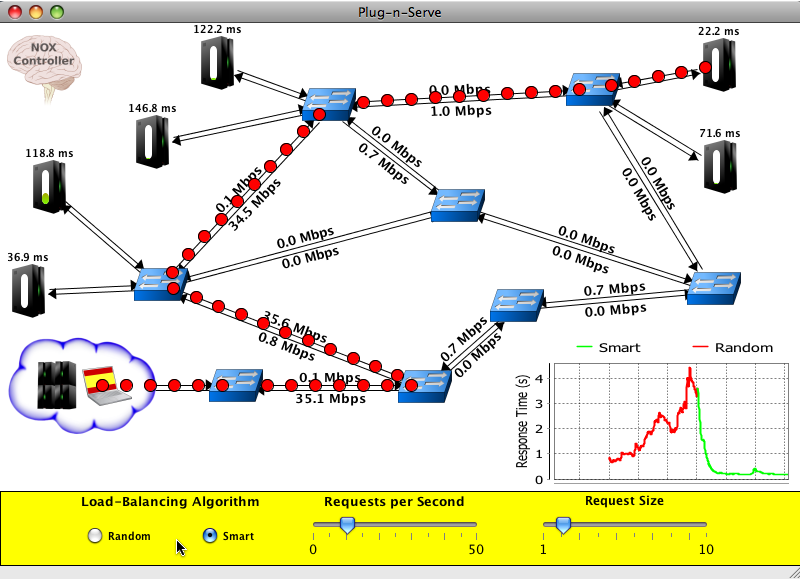 Plug-n-Serve
NOX
Controller
122.2 ms
22.2 ms
146.8 ms
0.0 Mbps
1.0 Mbps
71.6 ms
118.8 ms
0.0 Mbps
0.7 Mbps
0.0 Mbps
0.0 Mbps
0.1 Mbps
34.5 Mbps
0.0 Mbps
0.0 Mbps
0.0 Mbps
0.0 Mbps
36.9 ms
0.7 Mbps
0.0 Mbps
35.6 Mbps
0.8 Mbps
0.7 Mbps
0.0 Mbps
0.1 Mbps
35.1 Mbps
Smart
Random
Response Time (s)
4
3
2
1
0
Load-Balancing Algorithm
Random
Smart
Requests per Second
0
50
Request Size
1
10